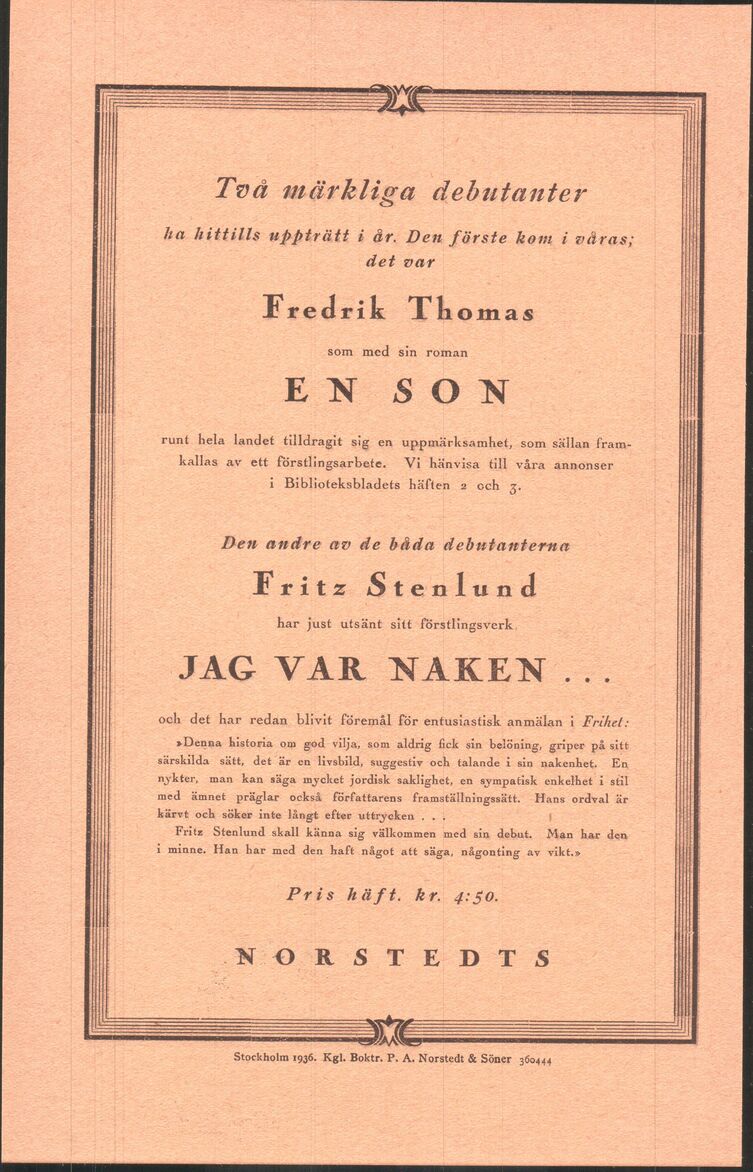 Två märkliga debutanter
ha hittills uppträtt i år. Den förste kom i våras;
det var
Fredrik Thomas
som med sin roman
EN SON
runt hela landet tilldragit sig en uppmärksamhet, som sällan fram-
kallas av ett förstlingsarbete. Vi hänvisa till våra annonser
i Biblioteksbladets häften 2 och 3.
Den andre av de båda debutanterna
Fritz Stenlund
har just utsänt sitt förstlingsverk
JAG VAR NAKEN ...
och det har redan blivit föremål för entusiastisk anmälan i Frihet:
»Denna historia om god vilja, som aldrig fick sin belöning, griper på sitt
särskilda sätt, det är en livsbild, suggestiv och talande i sin nakenhet. En
nykter, man kan säga mycket jordisk saklighet, en sympatisk enkelhet i stil
med ämnet präglar också författarens framställningssätt. Hans ordval är
kärvt och söker inte långt efter uttrycken . . .
Fritz Stenlund skall känna sig välkommen med sin debut. Man har den
i minne. Han har med den haft något att säga, någonting av vikt.»
Pris häft. kr. 4:50.
NORSTEDTS
Stockholm 1936. Kgl. Boktr. P. A. Norstedt & Söner 360444